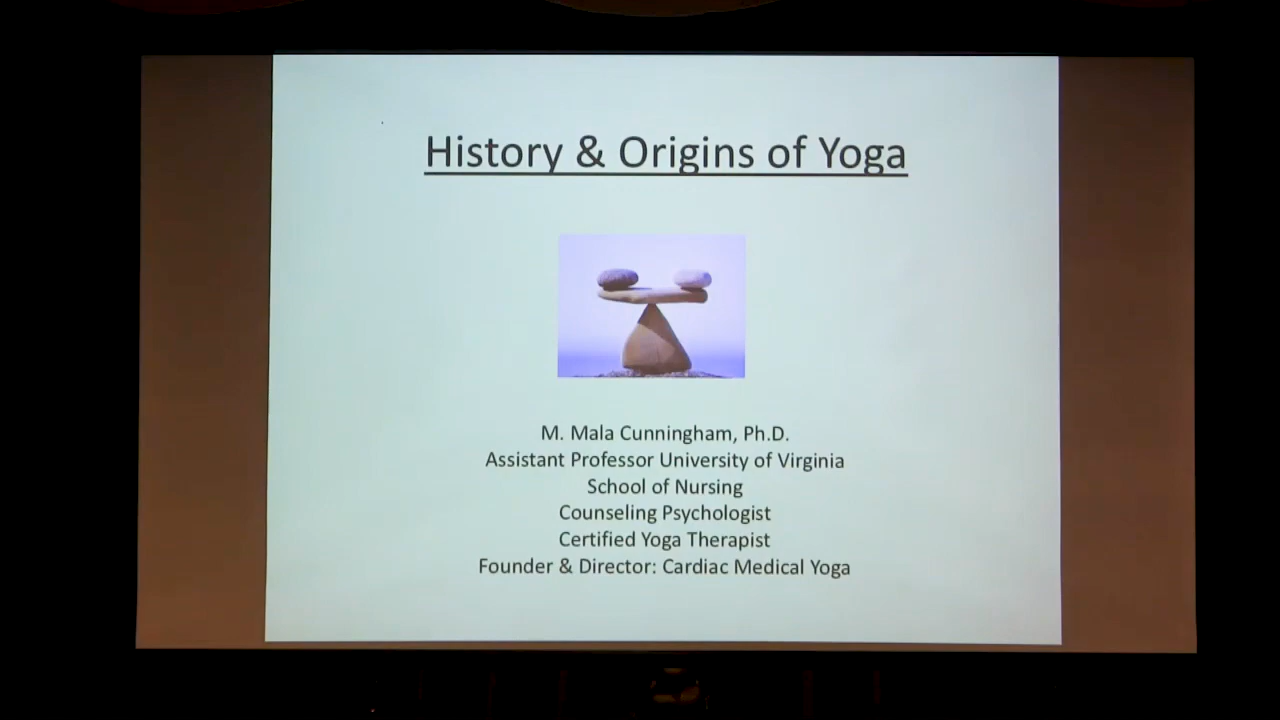 History & Origins of Yoga
M. Mala Cunningham, Ph.D.
Assistant Professor University of Virginia
School of Nursing
Counseling Psychologist
Certified Yoga Therapist
Founder & Director: Cardiac Medical Yoga